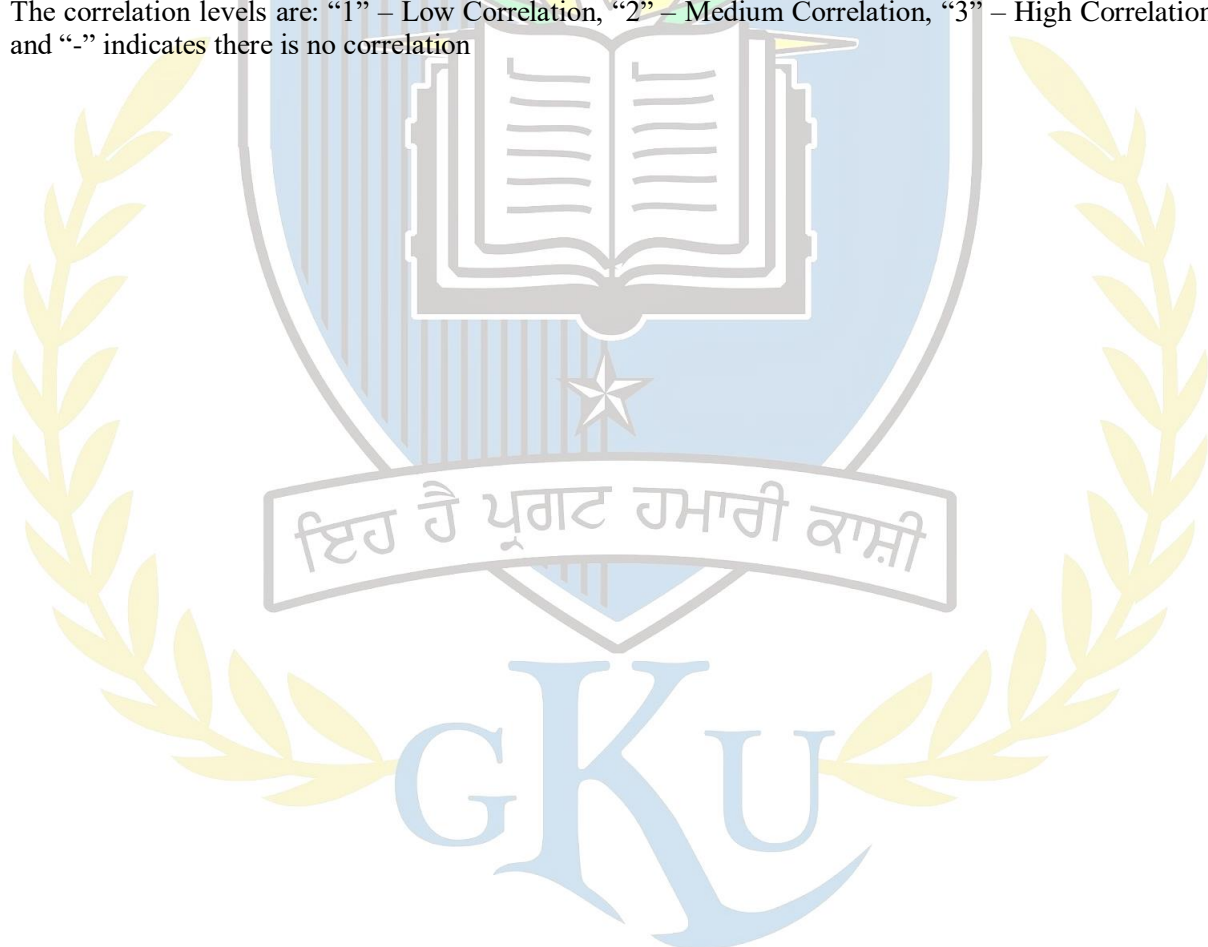 The correlation levels are: “1” – Low Correlation, “2” – Medium Correlation, “3” – High Correlation
and “-” indicates there is no correlation
ਇਹ ਹੈ ਪ੍ਰਗਟ ਹਮਾਰੀ ਕਾਸ਼ੀ
GKU